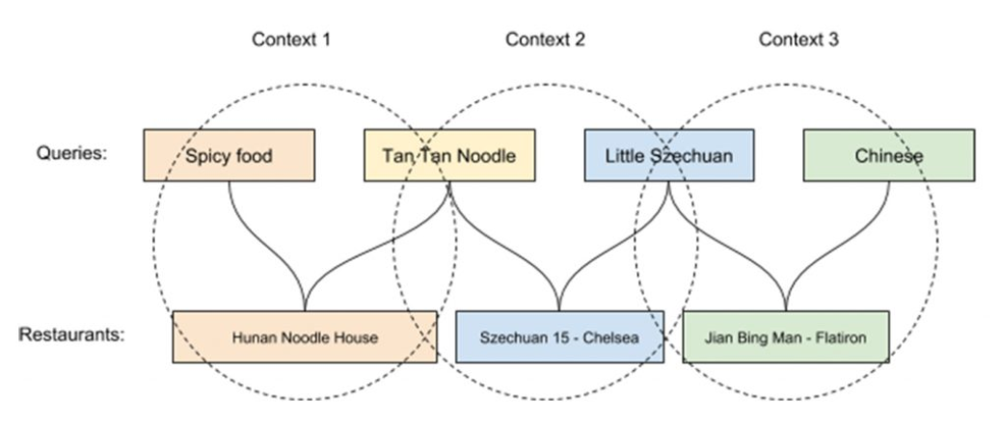 Context 1
Context 2
Context 3
Queries:
Spicy food
Tan Tan Noodle
Little Szechuan
Chinese
Restaurants:
Hunan Noodle House
Szechuan 15 - Chelsea
Jian Bing Man - Flatiron